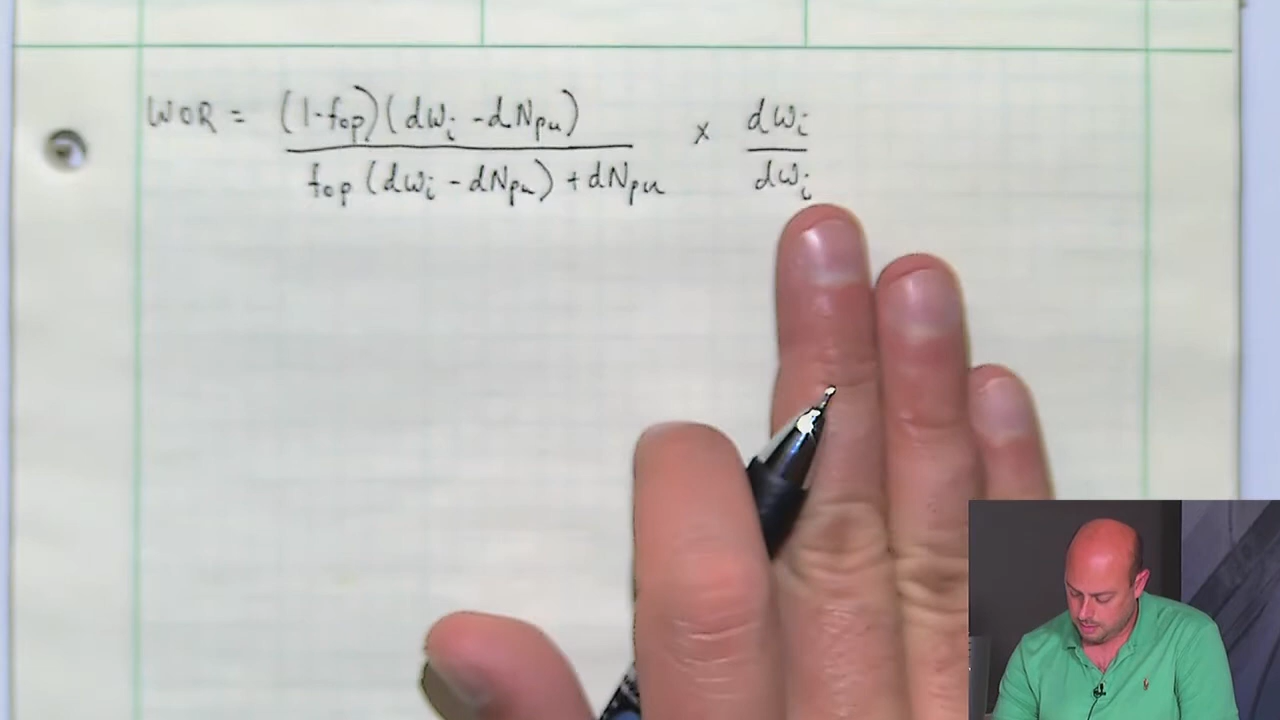 WOR = (1-fop)(dWi - dNpu) / fop (dWi - dNpu) + dNpu × dWi / dWi